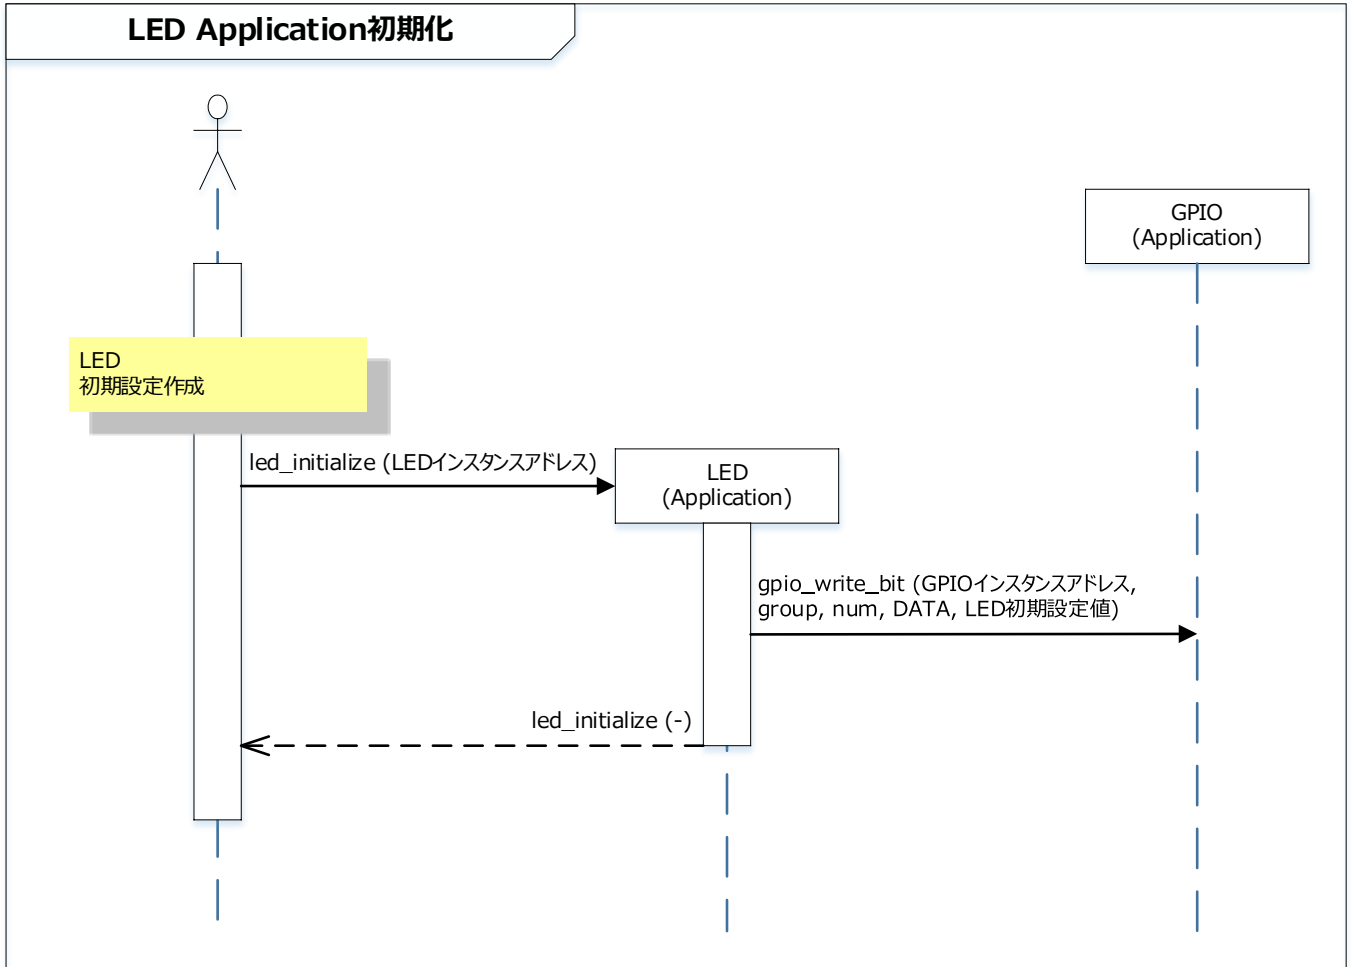 LED Application初期化
GPIO
(Application)
LED
初期設定作成
led_initialize (LEDインスタンスアドレス)
LED
(Application)
gpio_write_bit (GPIOインスタンスアドレス,
group, num, DATA, LED初期設定値)
led_initialize (-)